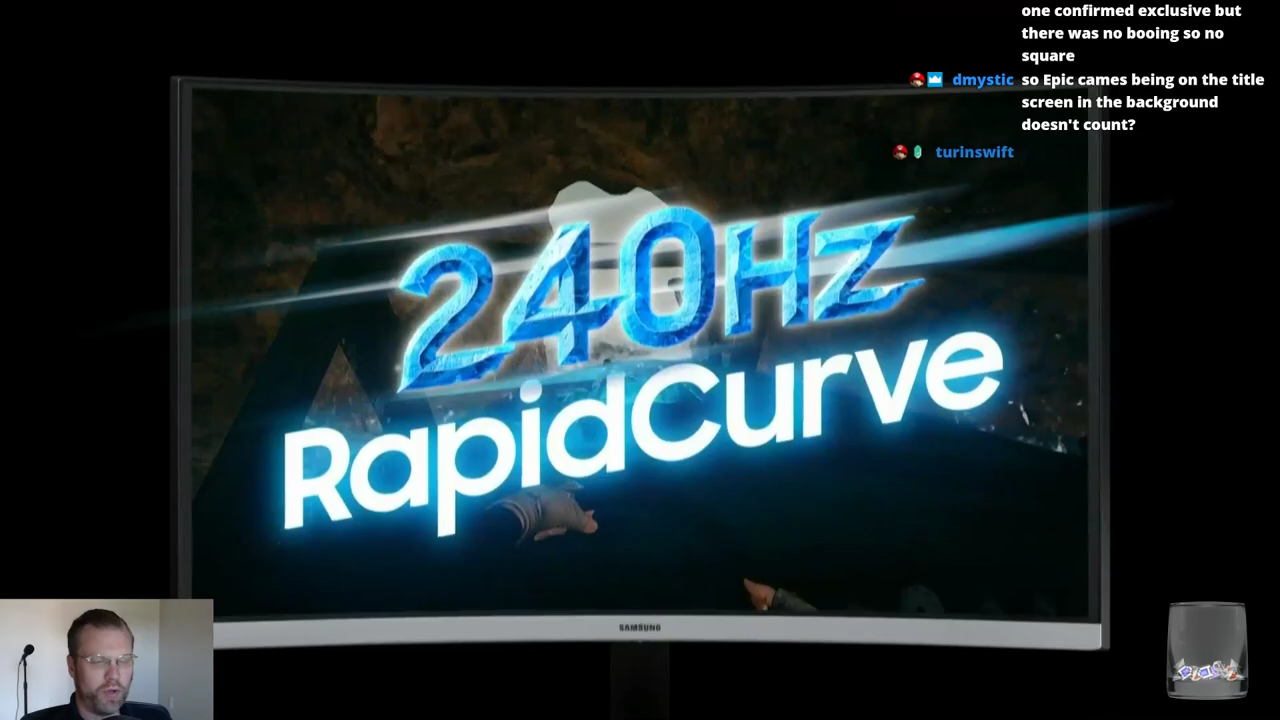 one confirmed exclusive but
there was no booing so no
square
dmystic so Epic cames being on the title
screen in the background
doesn't count?
turinswift
240Hz
RapidCurve
SAMSUNG